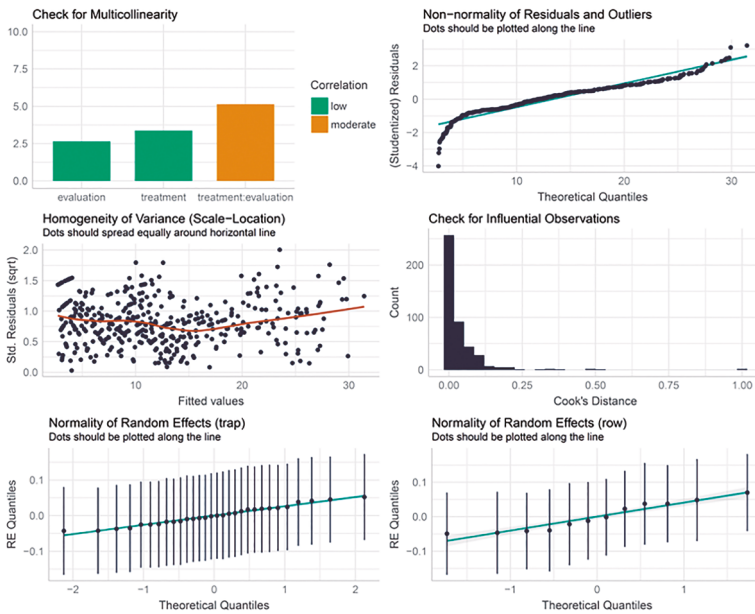 Check for Multicollinearity
10.0
7.5
5.0
2.5
0.0
evaluation treatment treatment:evaluation
Correlation
low
moderate
Non-normality of Residuals and Outliers
Dots should be plotted along the line
(Studentized) Residuals
2
0
−2
−4
10 20 30
Theoretical Quantiles
Homogeneity of Variance (Scale-Location)
Dots should spread equally around horizontal line
Std. Residuals (sqrt)
2.0
1.5
1.0
0.5
0.0
10 20 30
Fitted values
Check for Influential Observations
Count
200
100
0
0.00 0.25 0.50 0.75 1.00
Cook's Distance
Normality of Random Effects (trap)
Dots should be plotted along the line
RE Quantiles
0.1
0.0
−0.1
−2 −1 0 1 2
Theoretical Quantiles
Normality of Random Effects (row)
Dots should be plotted along the line
RE Quantiles
0.1
0.0
−0.1
−1 0 1
Theoretical Quantiles